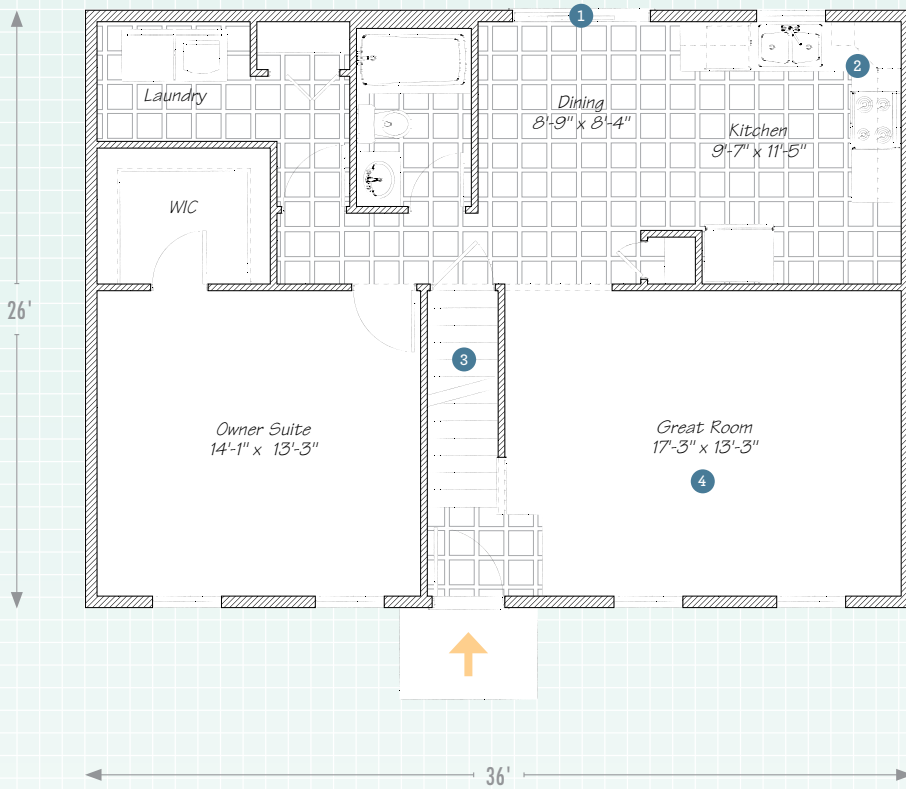 1
2
Laundry
Dining
8'-9" x 8'-4"
Kitchen
9'-7" x 11'-5"
WIC
26'
3
Owner Suite
14'-1" x 13'-3"
Great Room
17'-3" x 13'-3"
4
36'